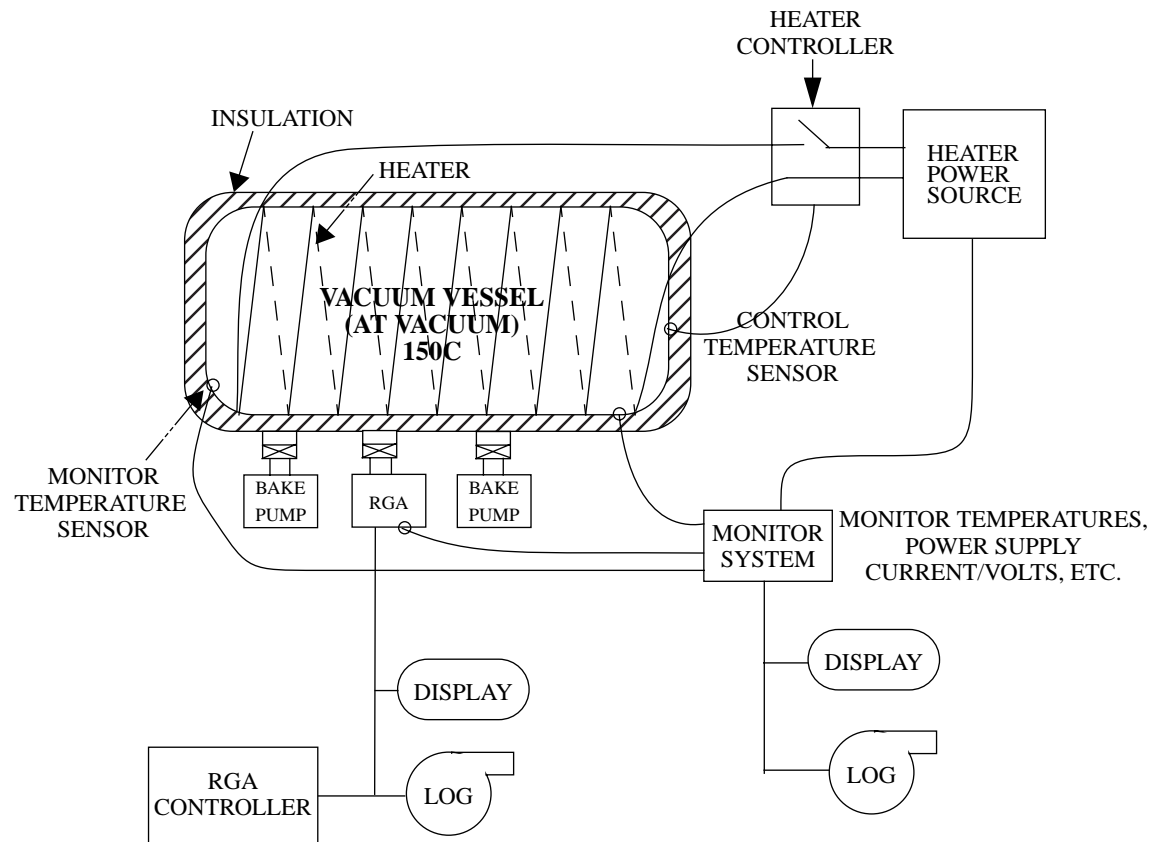 HEATER
CONTROLLER
INSULATION
HEATER
HEATER
POWER
SOURCE
VACUUM VESSEL
(AT VACUUM)
150C
CONTROL
TEMPERATURE
SENSOR
MONITOR
TEMPERATURE
SENSOR
BAKE
PUMP
RGA
BAKE
PUMP
MONITOR
SYSTEM
MONITOR TEMPERATURES,
POWER SUPPLY
CURRENT/VOLTS, ETC.
DISPLAY
DISPLAY
RGA
CONTROLLER
LOG
LOG